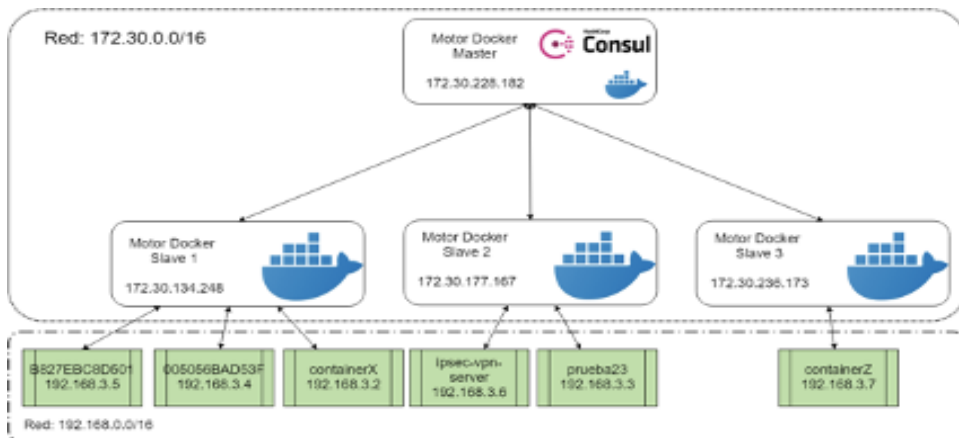 Red: 172.30.0.0/16
Motor Docker
Master
172.30.228.182
HashiCorp
Consul
Motor Docker
Slave 1
172.30.134.248
Motor Docker
Slave 2
172.30.177.167
Motor Docker
Slave 3
172.30.236.173
B827EBC8D501
192.168.3.5
005056BAD53F
192.168.3.4
containerX
192.168.3.2
Ipsec-vpn-
server
192.168.3.6
prueba23
192.168.3.3
containerZ
192.168.3.7
Red: 192.168.0.0/16